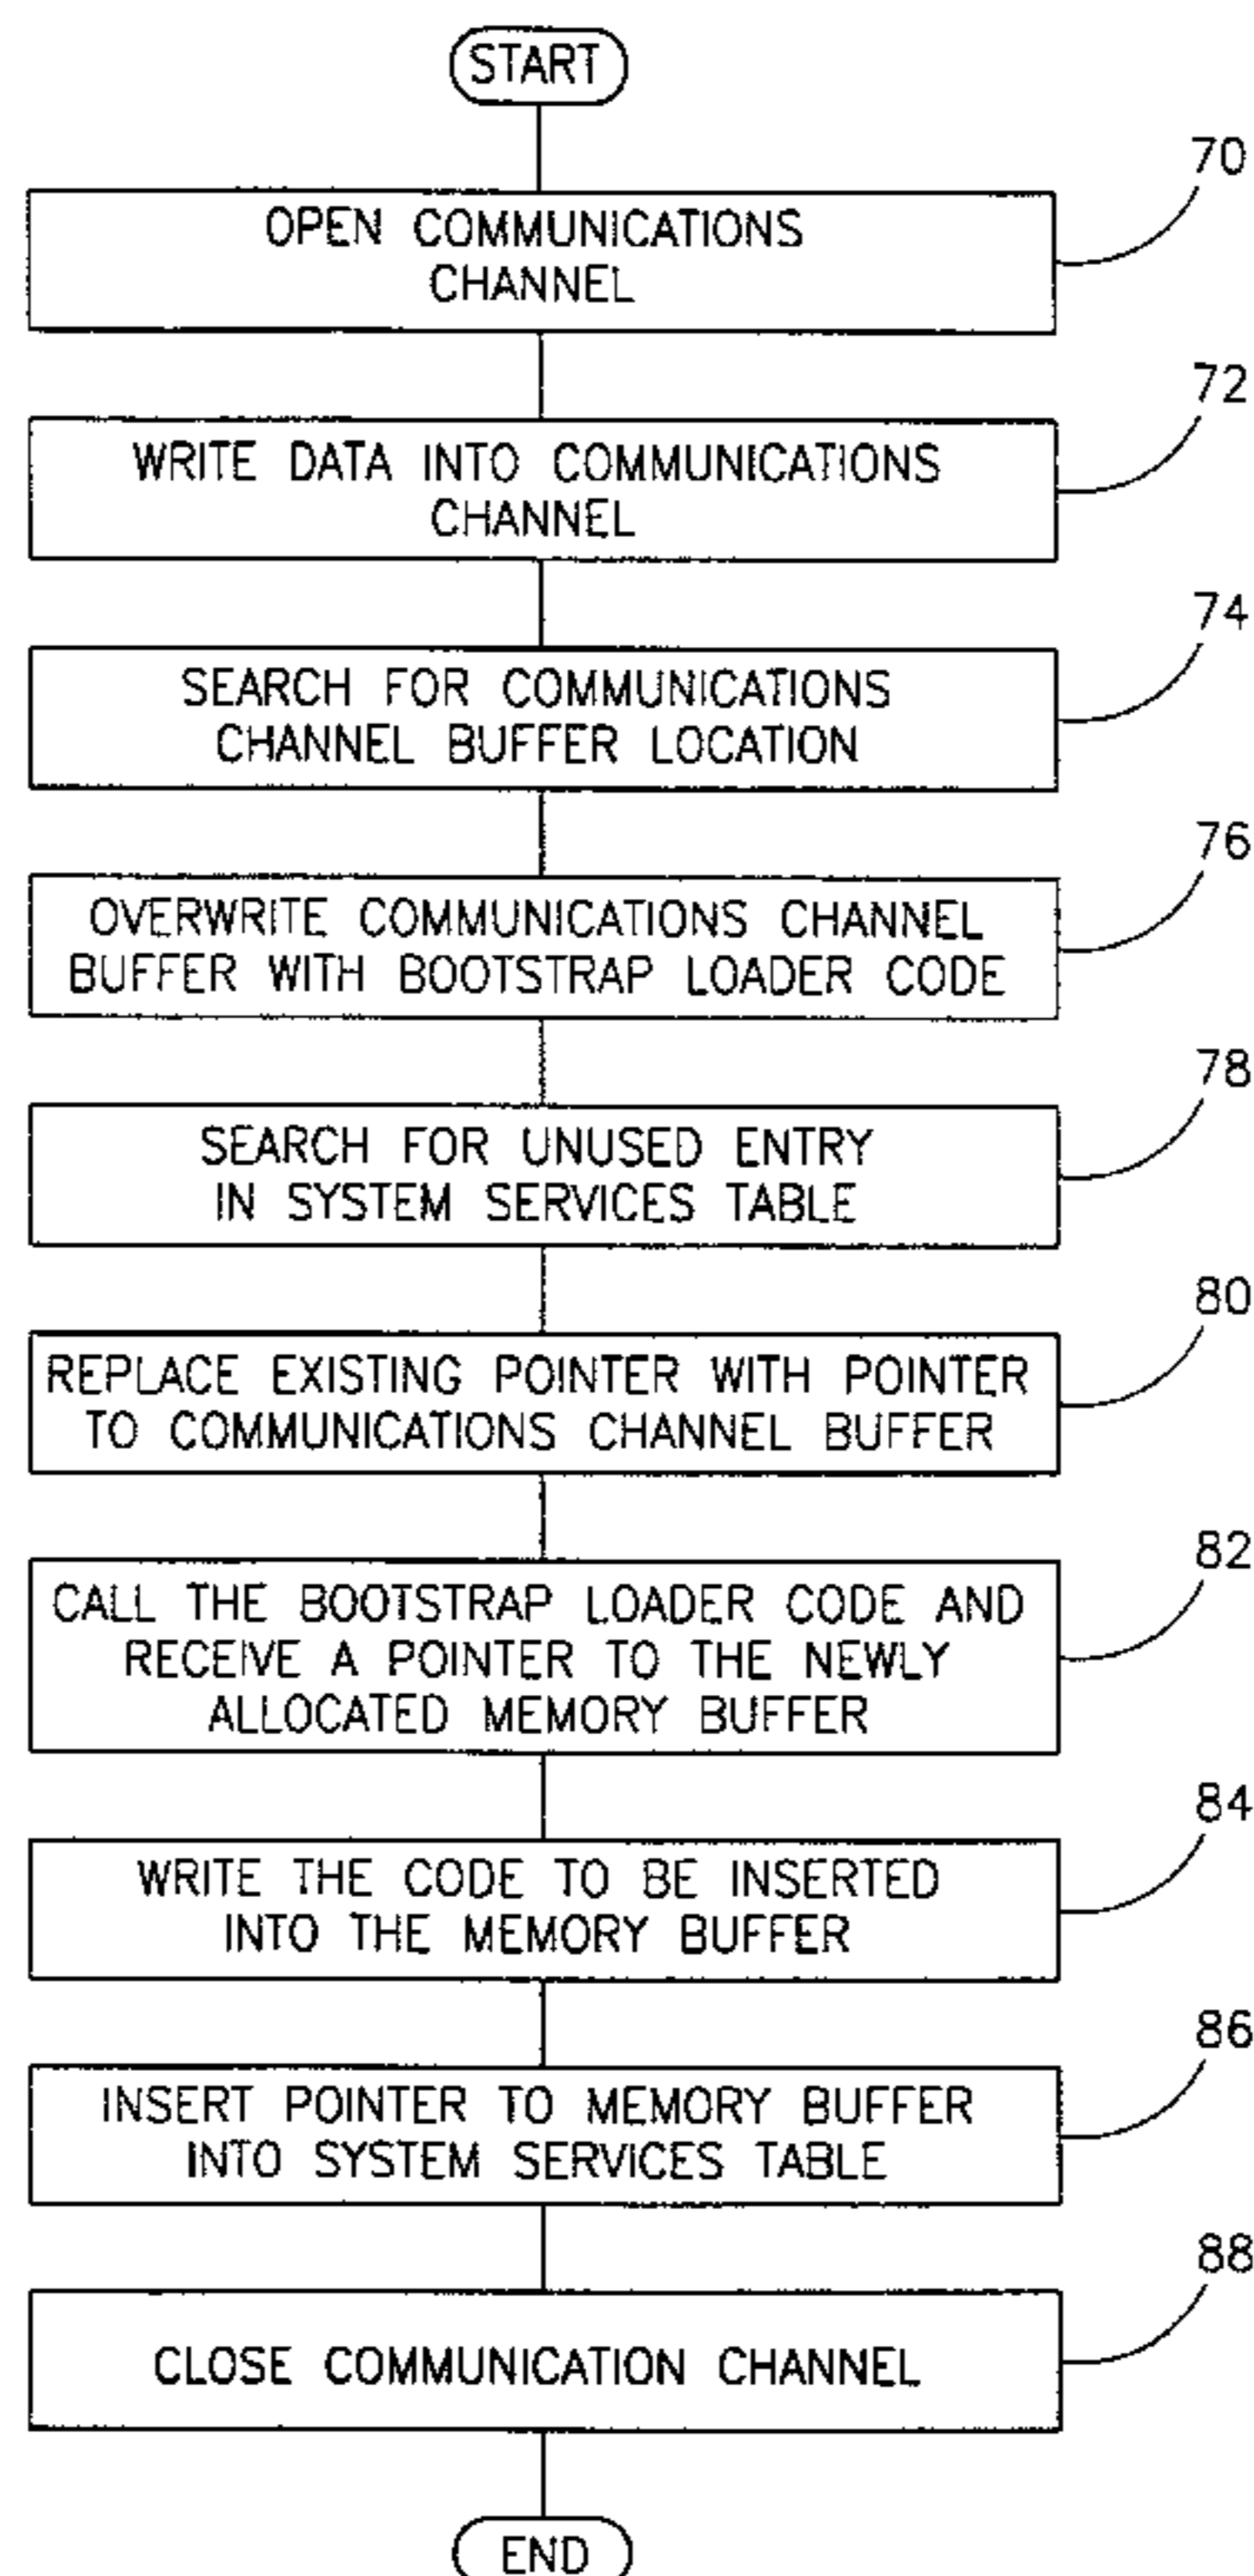 START
70
OPEN COMMUNICATIONS
CHANNEL
72
WRITE DATA INTO COMMUNICATIONS
CHANNEL
74
SEARCH FOR COMMUNICATIONS
CHANNEL BUFFER LOCATION
76
OVERWRITE COMMUNICATIONS CHANNEL
BUFFER WITH BOOTSTRAP LOADER CODE
78
SEARCH FOR UNUSED ENTRY
IN SYSTEM SERVICES TABLE
80
REPLACE EXISTING POINTER WITH POINTER
TO COMMUNICATIONS CHANNEL BUFFER
82
CALL THE BOOTSTRAP LOADER CODE AND
RECEIVE A POINTER TO THE NEWLY
ALLOCATED MEMORY BUFFER
84
WRITE THE CODE TO BE INSERTED
INTO THE MEMORY BUFFER
86
INSERT POINTER TO MEMORY BUFFER
INTO SYSTEM SERVICES TABLE
88
CLOSE COMMUNICATION CHANNEL
END